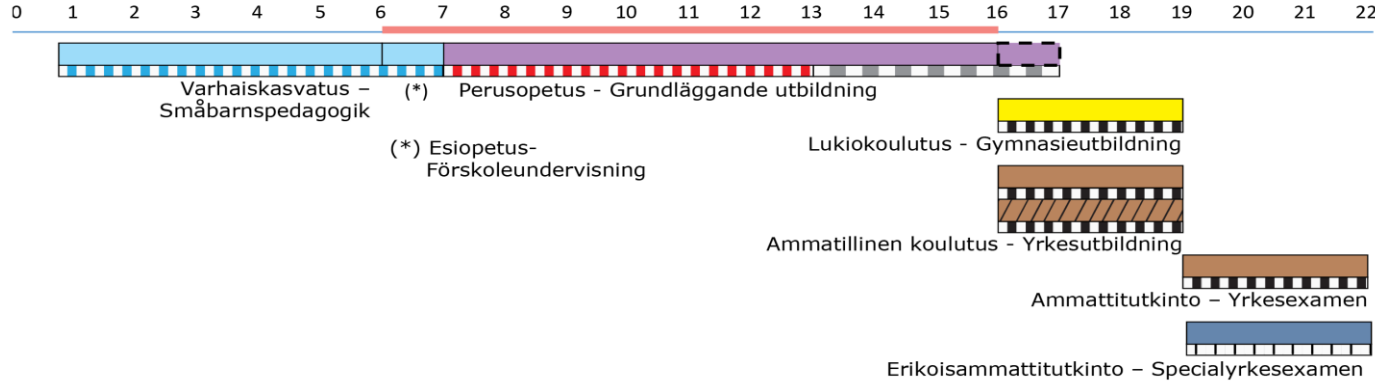 0 1 2 3 4 5 6 7 8 9 10 11 12 13 14 15 16 17 19 20 21 22
Varhaiskasvatus –
Småbarnspedagogik
(*)
Perusopetus - Grundläggande utbildning
(*) Esiopetus-
Förskoleundervisning
Lukiokoulutus - Gymnasieutbildning
Ammatillinen koulutus - Yrkesutbildning
Ammattitutkinto – Yrkesexamen
Erikoisammattitutkinto – Specialyrkesexamen